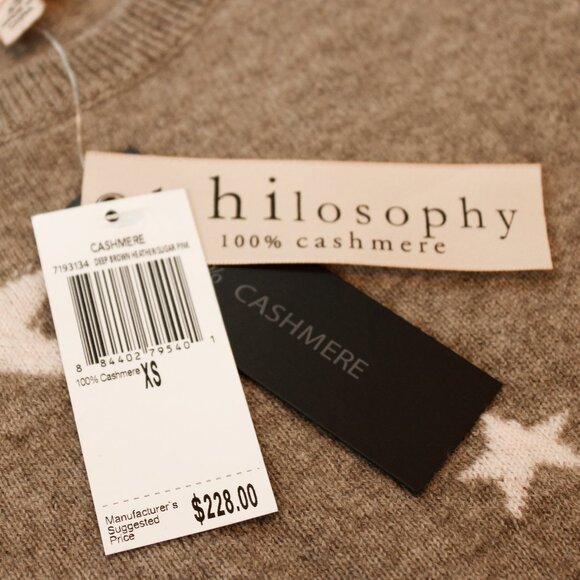 hilosophy
100% cashmere
% CASHMERE
CASHMERE
7193134 DEEP BROWN HEATHER/SUGAR PINK
8 84402 79540 1
100% Cashmere XS
Manufacturer's
Suggested
Price
$228.00